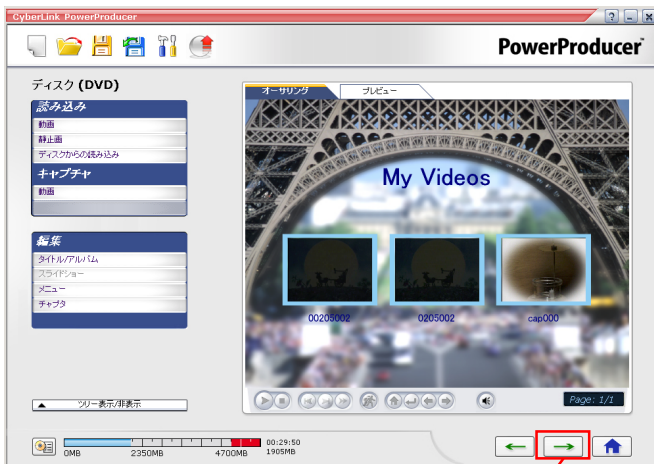 CyberLink PowerProducer
PowerProducer
ディスク (DVD)
読み込み
動画
静止画
ディスクからの読み込み
キャプチャ
動画
編集
タイトル/アルバム
スライドショー
メニュー
チャプタ
ツリー表示/非表示
オーサリング
プレビュー
My Videos
00205002
0205002
cap000
Page: 1/1
0MB
2350MB
4700MB
00:29:50
1905MB